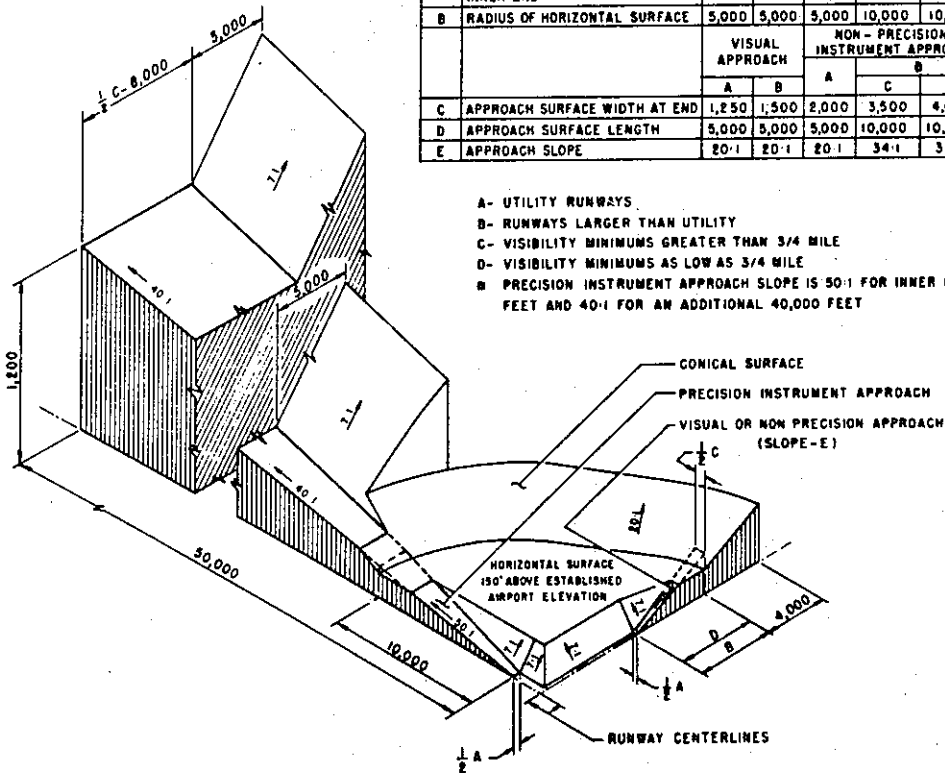 B RADIUS OF HORIZONTAL SURFACE 5,000 5,000 5,000 10,000
VISUAL APPROACH
NON - PRECISION
A B A B
C
C APPROACH SURFACE WIDTH AT END 1,250 1,500 2,000 3,500
D APPROACH SURFACE LENGTH 5,000 5,000 5,000 10,000
E APPROACH SLOPE 20:1 20:1 20:1 34:1
A- UTILITY RUNWAYS
B- RUNWAYS LARGER THAN UTILITY
C- VISIBILITY MINIMUMS GREATER THAN 3/4 MILE
D- VISIBILITY MINIMUMS AS LOW AS 3/4 MILE
PRECISION INSTRUMENT APPROACH SLOPE IS 50:1 FOR INNER
FEET AND 40:1 FOR AN ADDITIONAL 40,000 FEET
5,000
1/2 C-8,000
7:1
40:1
5,000
1,200
CONICAL SURFACE
PRECISION INSTRUMENT APPROACH
VISUAL OR NON PRECISION APPROACH
(SLOPE-E)
1/2 C
7:1
40:1
20:1
50,000
HORIZONTAL SURFACE
150' ABOVE ESTABLISHED
AIRPORT ELEVATION
50:1
7:1
7:1
7:1
7:1
10,000
4,000
D
B
1/2 A
RUNWAY CENTERLINES
1/2 A